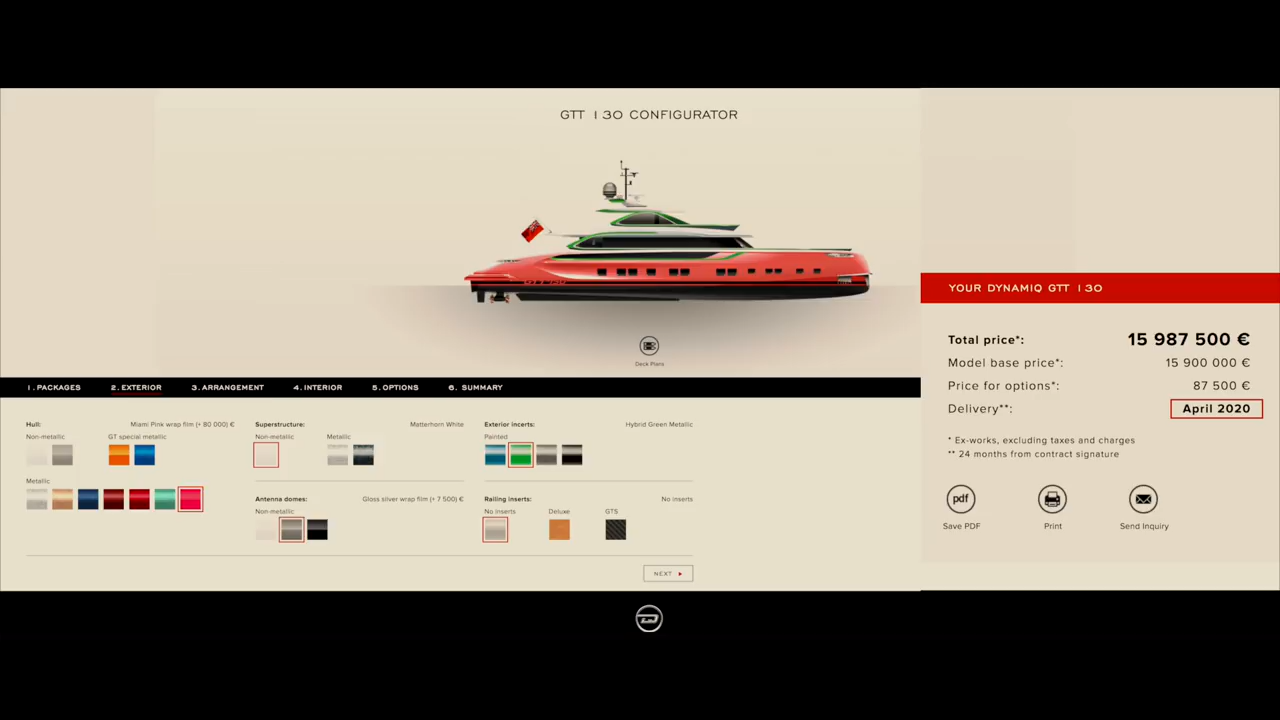 GTT 130 CONFIGURATOR
Deck Plans
YOUR DYNAMIQ GTT 130
Total price*: 15 987 500 €
Model base price*: 15 900 000 €
Price for options*: 87 500 €
Delivery**: April 2020
* Ex-works, excluding taxes and charges
** 24 months from contract signature
pdf
Save PDF Print Send Inquiry
1. PACKAGES 2. EXTERIOR 3. ARRANGEMENT 4. INTERIOR 5. OPTIONS 6. SUMMARY
Hull: Miami Pink wrap film (+ 80 000) €
Non-metallic GT special metallic
Metallic
Superstructure: Matterhorn White
Non-metallic Metallic
Antenna domes: Gloss silver wrap film (+ 7 500) €
Non-metallic
Exterior incerts: Hybrid Green Metallic
Painted
Railing inserts: No inserts
No inserts Deluxe GTS
NEXT